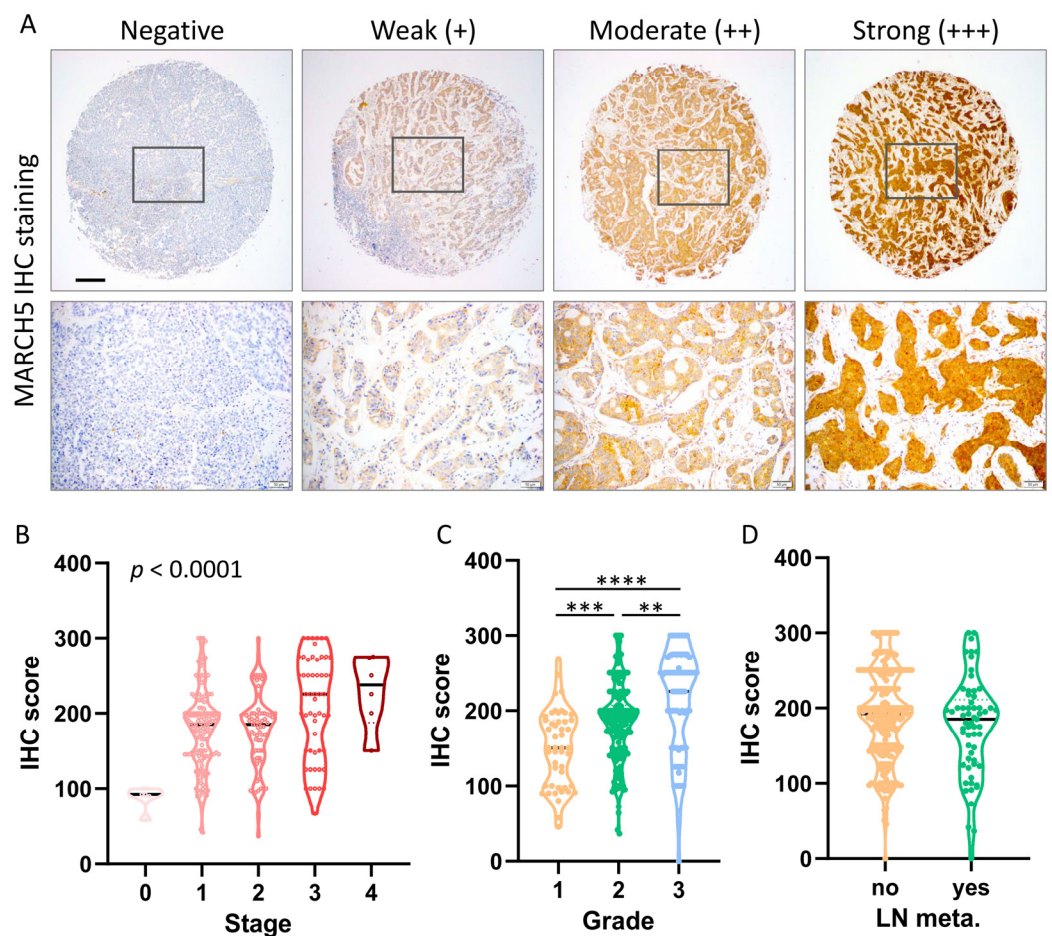 A
Negative
Weak (+)
Moderate (++)
Strong (+++)
MARCH5 IHC staining
B
p < 0.0001
IHC score
400
300
200
100
0
0 1 2 3 4
Stage
C
****
*** **
IHC score
400
300
200
100
0
1 2 3
Grade
D
IHC score
400
300
200
100
0
no yes
LN meta.